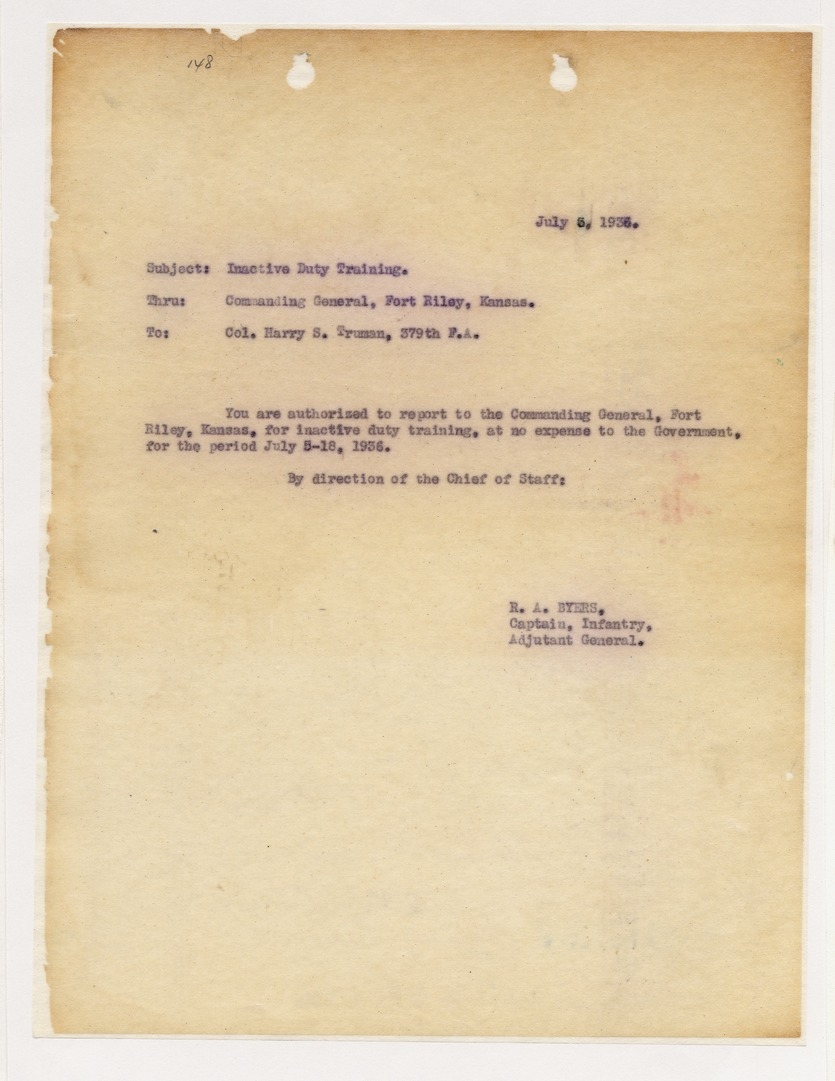 148
July 3, 1936.
Subject: Inactive Duty Training.
Thru: Commanding General, Fort Riley, Kansas.
To: Col. Harry S. Truman, 379th F.A.
You are authorized to report to the Commanding General, Fort
Riley, Kansas, for inactive duty training, at no expense to the Government,
for the period July 5-18, 1936.
By direction of the Chief of Staff:
R. A. BYERS,
Captain, Infantry,
Adjutant General.